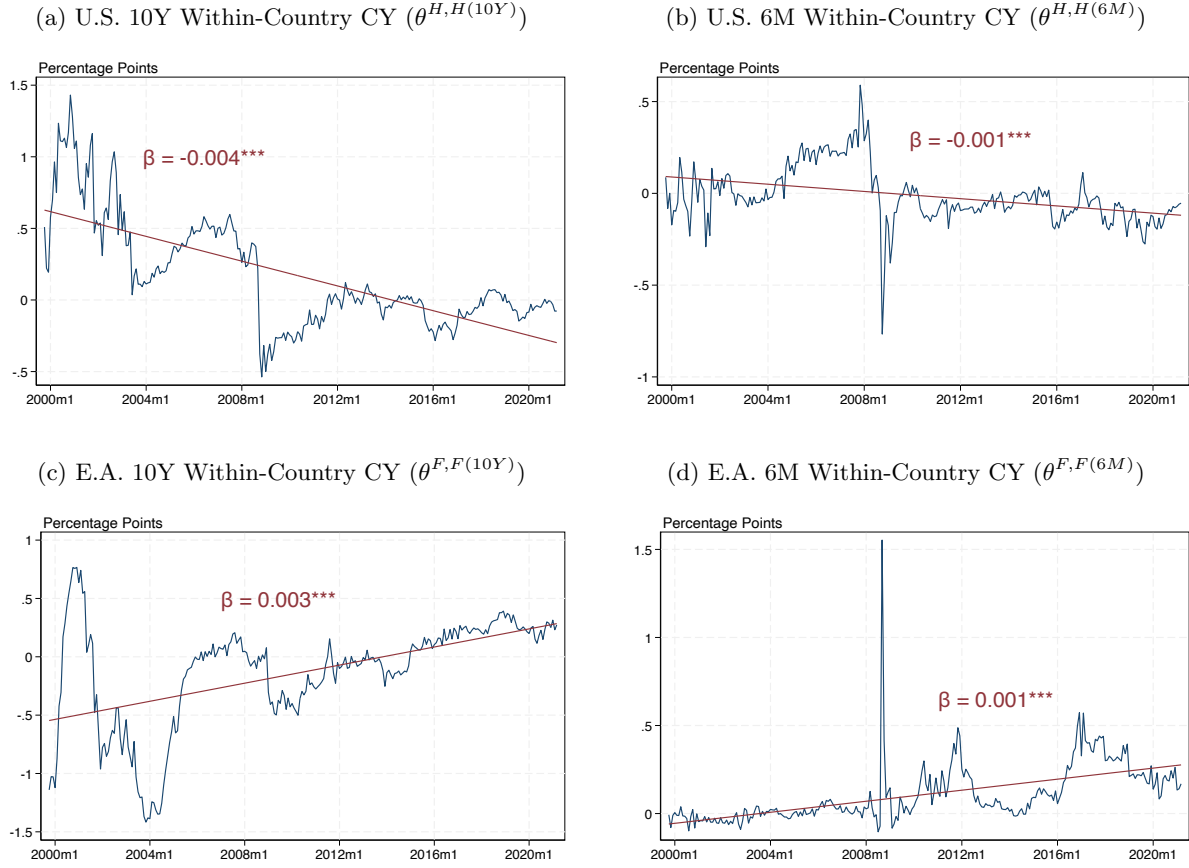 (a) U.S. 10Y Within-Country CY (θ^{H,H(10Y)})
Percentage Points
1.5
1
.5
0
-.5
β = -0.004***
2000m1 2004m1 2008m1 2012m1 2016m1 2020m1
(b) U.S. 6M Within-Country CY (θ^{H,H(6M)})
Percentage Points
.5
0
-.5
-1
β = -0.001***
2000m1 2004m1 2008m1 2012m1 2016m1 2020m1
(c) E.A. 10Y Within-Country CY (θ^{F,F(10Y)})
Percentage Points
1
.5
0
-.5
-1
-1.5
β = 0.003***
2000m1 2004m1 2008m1 2012m1 2016m1 2020m1
(d) E.A. 6M Within-Country CY (θ^{F,F(6M)})
Percentage Points
1.5
1
.5
0
β = 0.001***
2000m1 2004m1 2008m1 2012m1 2016m1 2020m1